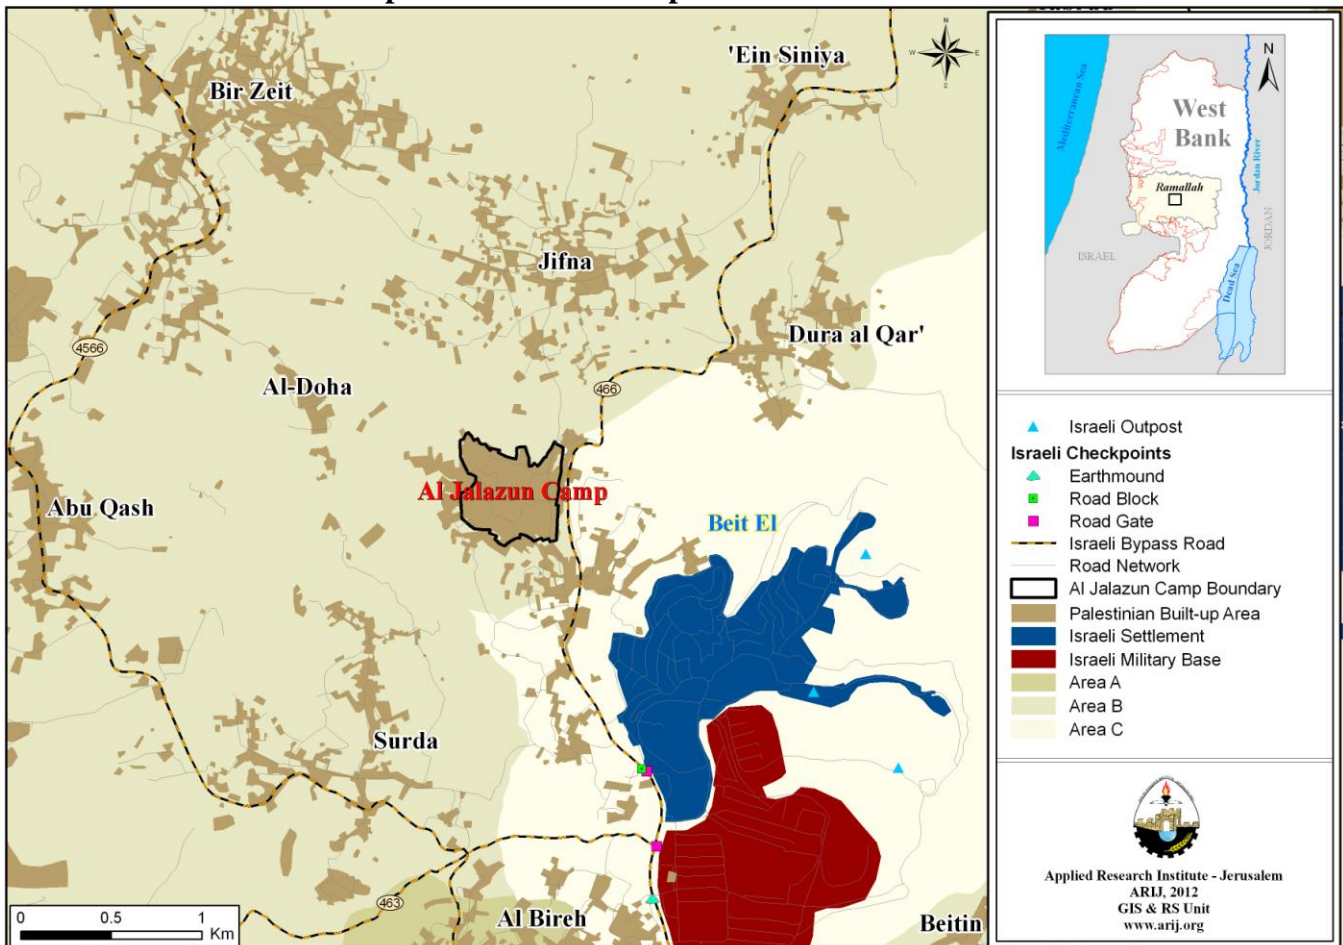 N
W
E
S
'Ein Siniya
Bir Zeit
Jifna
Dura al Qar'
4566
466
Al-Doha
Abu Qash
Al Jalazun Camp
Beit El
Surda
463
Al Bireh
Beitin
0 0.5 1
Km
N
Mediterranean Sea
West
Bank
Jordan River
Ramallah
ISRAEL
JORDAN
Dead Sea
Israeli Outpost
Israeli Checkpoints
Earthmound
Road Block
Road Gate
Israeli Bypass Road
Road Network
Al Jalazun Camp Boundary
Palestinian Built-up Area
Israeli Settlement
Israeli Military Base
Area A
Area B
Area C
Applied Research Institute - Jerusalem
ARIJ, 2012
GIS & RS Unit
www.arij.org